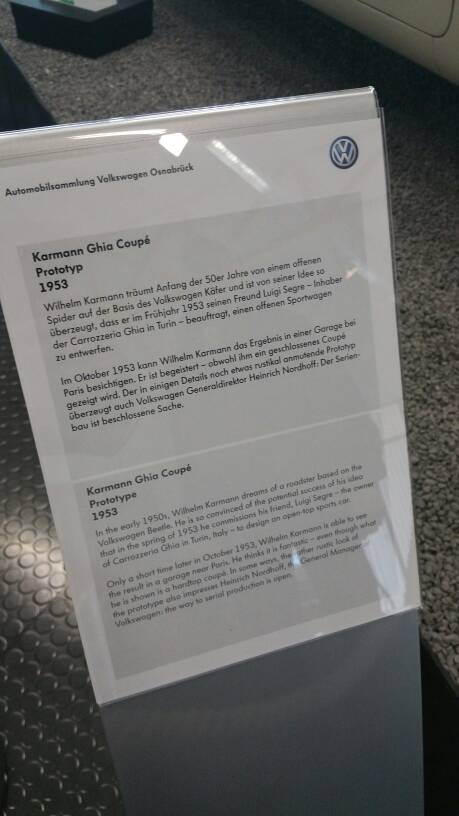 Automobilsammlung Volkswagen Osnabrück
Karmann Ghia Coupé
Prototyp
1953
Wilhelm Karmann träumt Anfang der 50er Jahre von einem offenen
Spider auf der Basis des Volkswagen Käfer und ist von seiner Idee so
überzeugt, dass er im Frühjahr 1953 seinen Freund Luigi Segre – Inhaber
der Carrozzeria Ghia in Turin – beauftragt, einen offenen Sportwagen
zu entwerfen.
Im Oktober 1953 kann Wilhelm Karmann das Ergebnis in einer Garage bei
Paris besichtigen. Er ist begeistert – obwohl ihm ein geschlossenes Coupé
gezeigt wird. Der in einigen Details noch etwas rustikal anmutende Prototyp
überzeugt auch Volkswagen Generaldirektor Heinrich Nordhoff: Der Serien-
bau ist beschlossene Sache.
Karmann Ghia Coupé
Prototype
1953
In the early 1950s, Wilhelm Karmann dreams of a roadster based on the
Volkswagen Beetle. He is so convinced of the potential success of his idea
that in the spring of 1953 he commissions his friend, Luigi Segre – the owner
of Carrozzeria Ghia in Turin, Italy – to design an open-top sports car.
Only a short time later in October 1953, Wilhelm Karmann is able to see
the result in a garage near Paris. He thinks it is fantastic – even though what
he is shown is a hardtop coupé. In some ways, the rather rustic look of
the prototype also impresses Heinrich Nordhoff, the General Manager of
Volkswagen: the way to serial production is open.